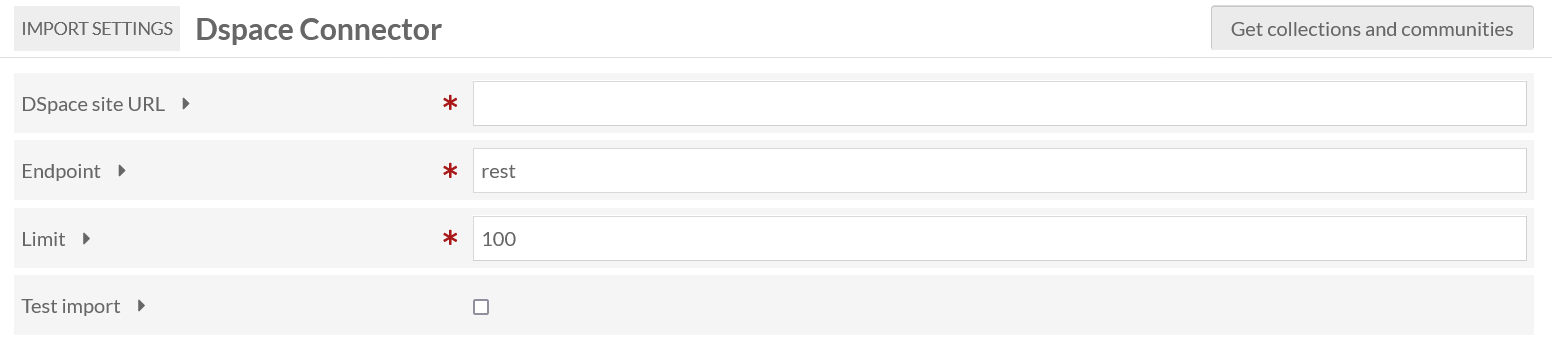 IMPORT SETTINGS Dspace Connector Get collections and communities
DSpace site URL *
Endpoint * rest
Limit * 100
Test import